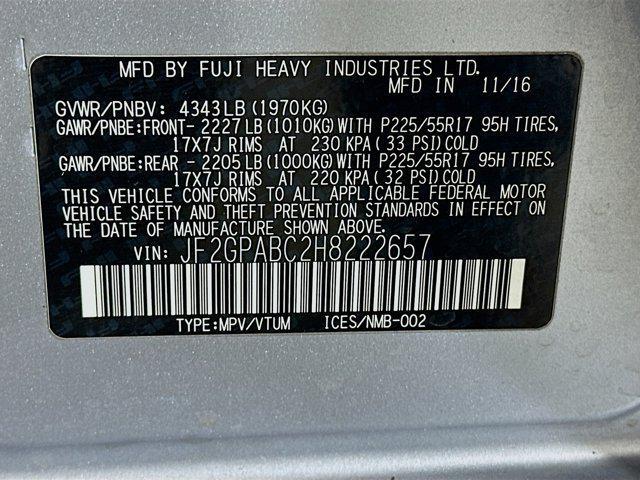 MFD BY FUJI HEAVY INDUSTRIES LTD.
MFD IN 11/16
GVWR/PNBV: 4343LB (1970KG)
GAWR/PNBE:FRONT- 2227LB (1010KG) WITH P225/55R17 95H TIRES,
17X7J RIMS AT 230 KPA (33 PSI) COLD
GAWR/PNBE:REAR - 2205LB (1000KG) WITH P225/55R17 95H TIRES,
17X7J RIMS AT 220 KPA (32 PSI) COLD
THIS VEHICLE CONFORMS TO ALL APPLICABLE FEDERAL MOTOR
VEHICLE SAFETY AND THEFT PREVENTION STANDARDS IN EFFECT ON
THE DATE OF MANUFACTURE SHOWN ABOVE.
VIN: JF2GPABC2H8222657
TYPE:MPV/VTUM ICES/NMB-002